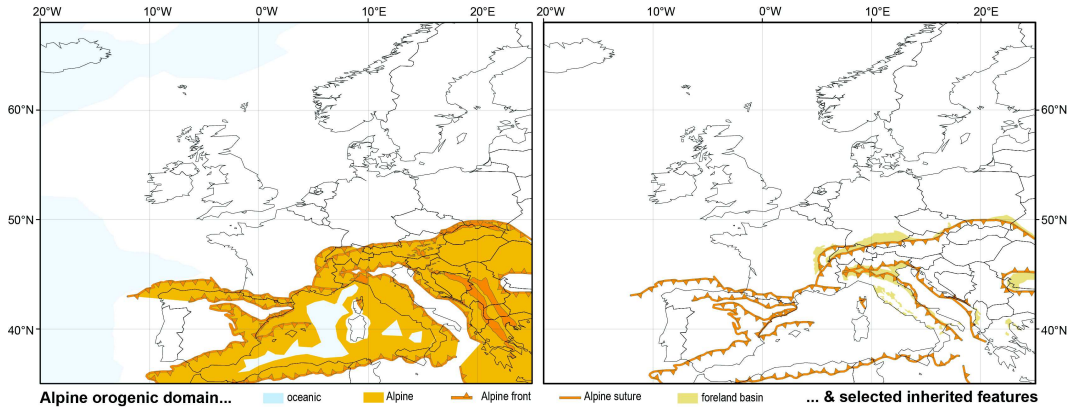 20°W 10°W 0°W 10°E 20°E 20°W 10°W 0°W 10°E 20°E
60°N 60°N
50°N 50°N
40°N 40°N
Alpine orogenic domain... oceanic Alpine Alpine front Alpine suture foreland basin ... & selected inherited features